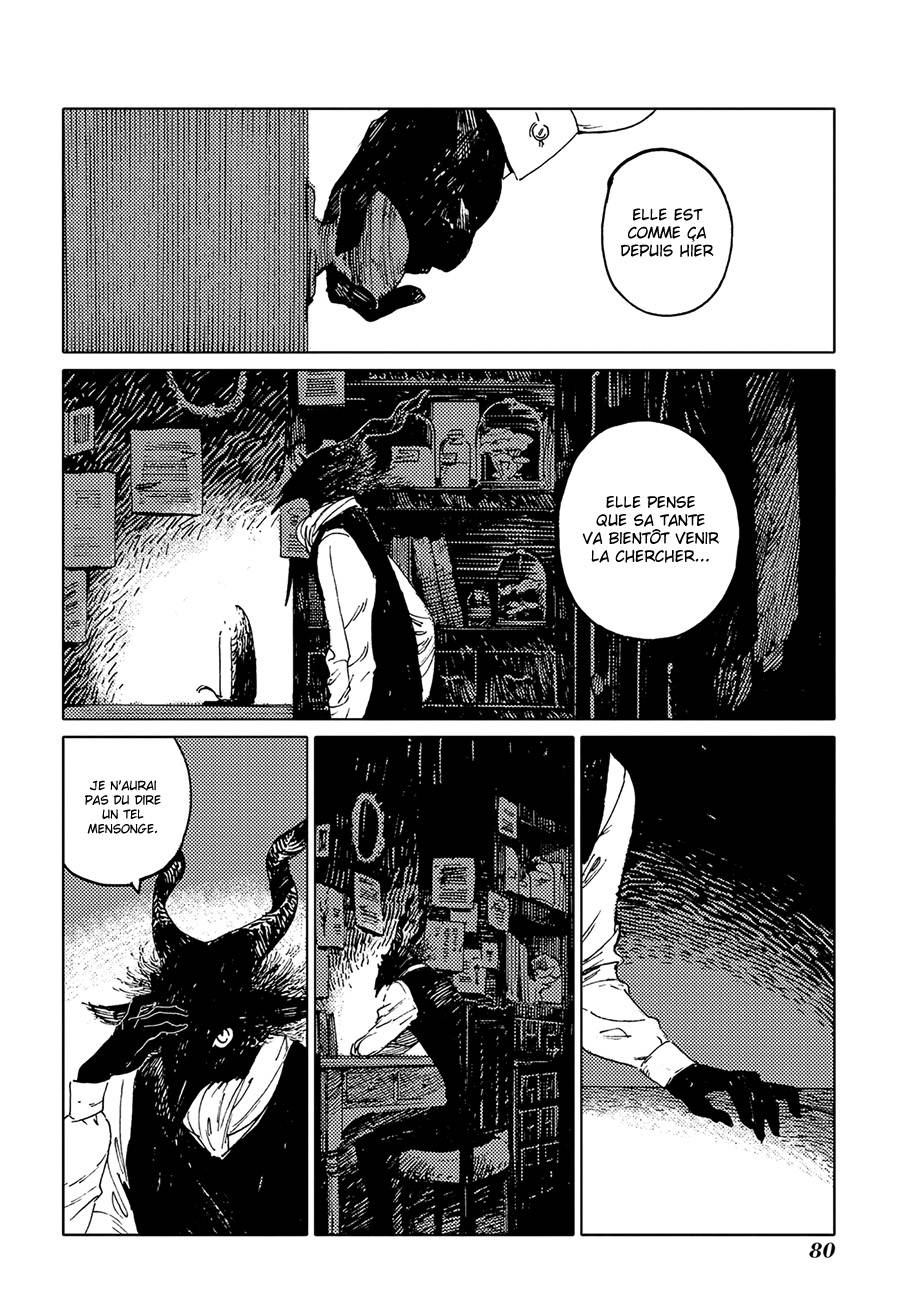 ELLE EST
COMME ÇA
DEPUIS HIER
ELLE PENSE
QUE SA TANTE
VA BIENTÔT VENIR
LA CHERCHER...
JE N'AURAI
PAS DU DIRE
UN TEL
MENSONGE.
80